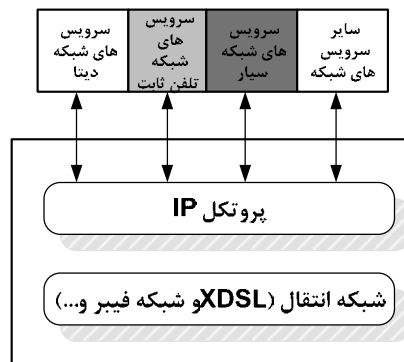 سایر
سرویس
های شبکه
سرویس
های شبکه
سیار
سرویس
های
شبکه
تلفن ثابت
سرویس
های شبکه
دیتا
پروتکل IP
شبکه انتقال (XDSLو شبکه فیبر و...)